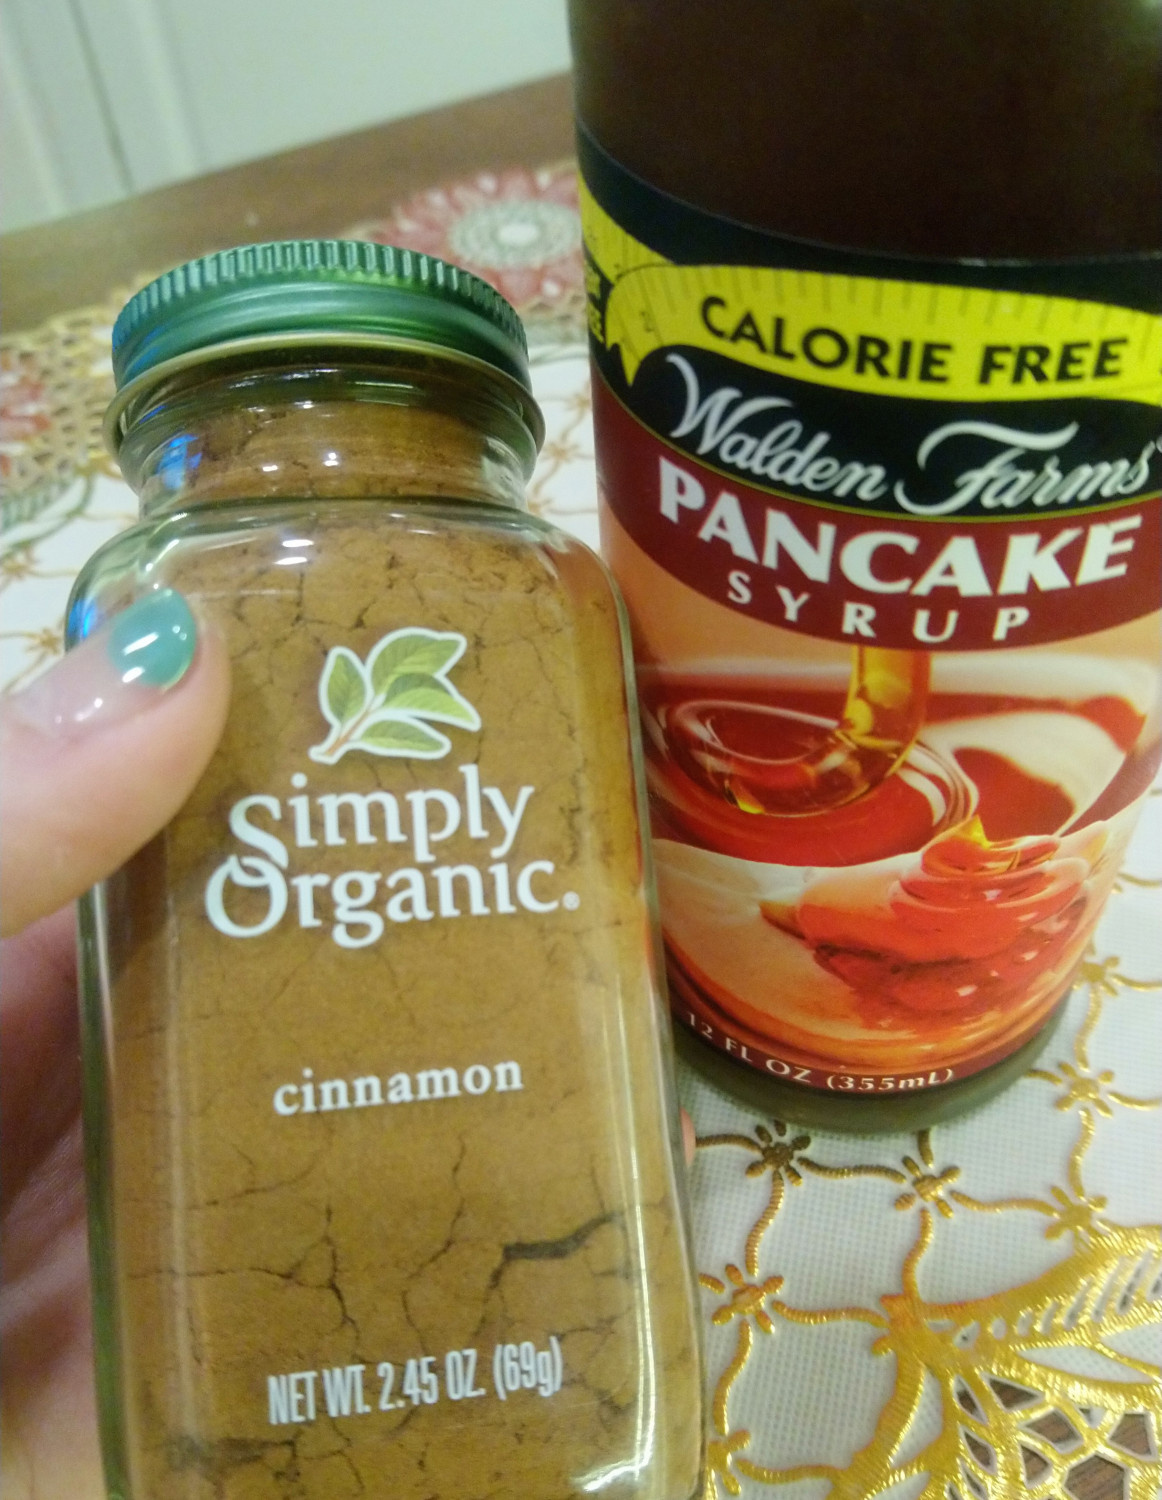 Simply
Organic®
cinnamon
NET WT. 2.45 OZ. (69g)
CALORIE FREE
Walden Farms
PANCAKE
SYRUP
12 FL OZ (355mL)